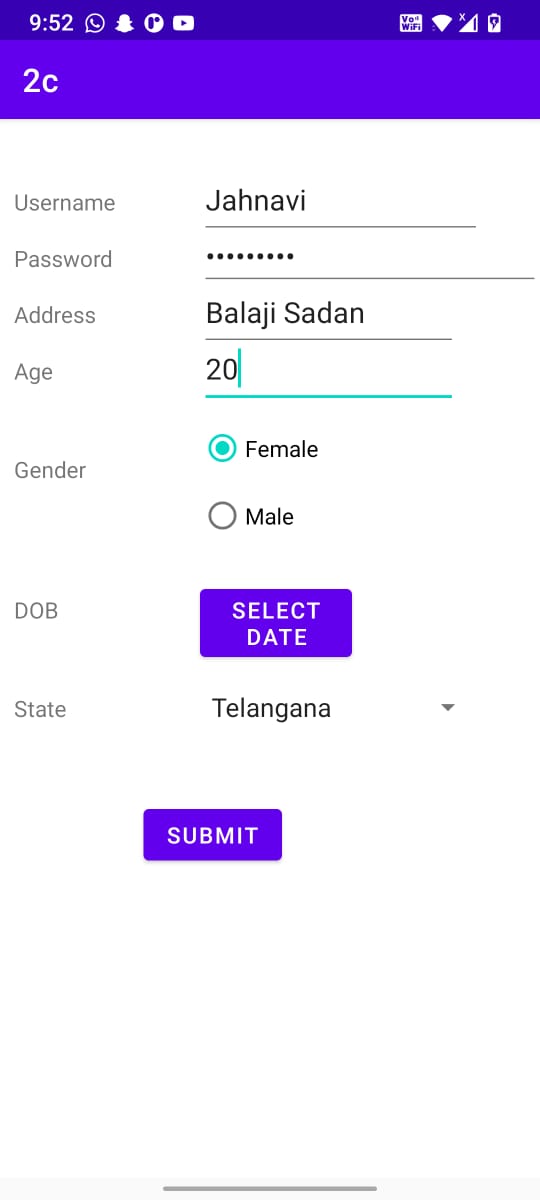 9:52
Vo
WiFi
X
2c
Username
Jahnavi
Password
•••••••••
Address
Balaji Sadan
Age
20
Female
Gender
Male
DOB
SELECT
DATE
State
Telangana
SUBMIT